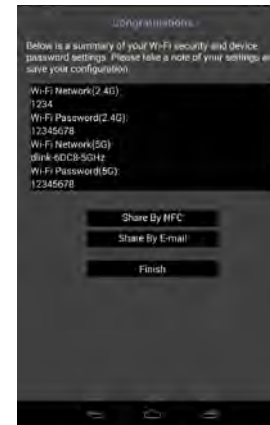 Congratulations
Below is a summary of your Wi-Fi security and device
password settings. Please take a note of your settings an
save your configuration.
Wi-Fi Network(2.4G):
1234
Wi-Fi Password(2.4G):
12345678
Wi-Fi Network(5G):
dlink-6DC8-5GHz
Wi-Fi Password(5G):
12345678
Share By NFC
Share By E-mail
Finish